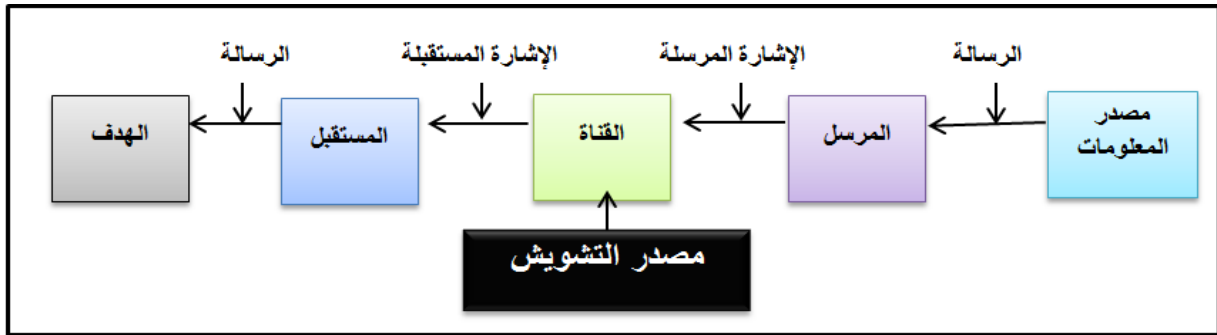 الرسالة
الإشارة المرسلة
الإشارة المستقبلة
الرسالة
مصدر
المعلومات
المرسل
القناة
المستقبل
الهدف
مصدر التشويش